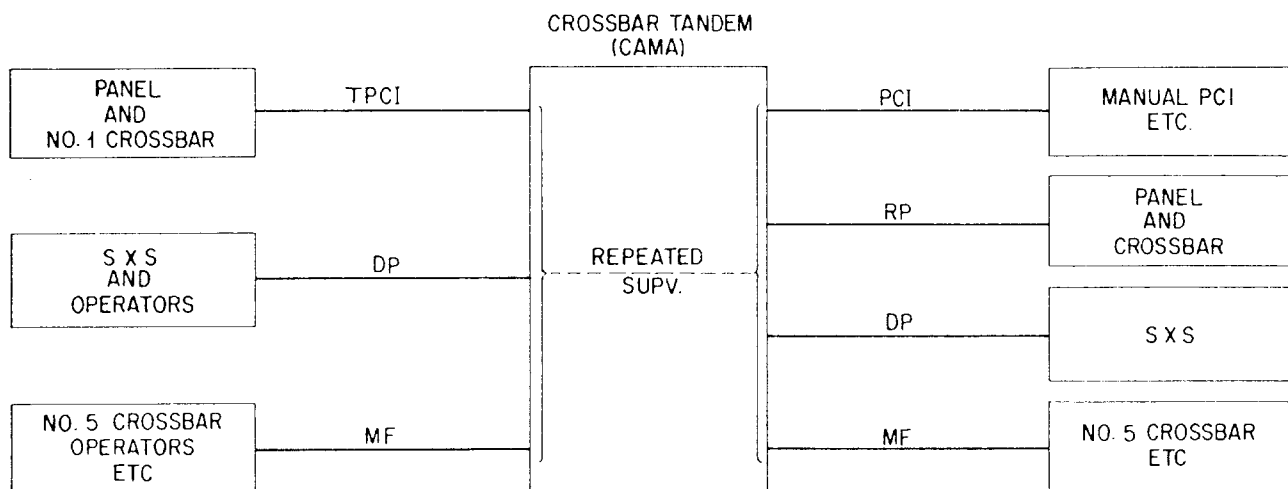 CROSSBAR TANDEM
(CAMA)
PANEL
AND
NO. 1 CROSSBAR
TPCI
S X S
AND
OPERATORS
DP
NO. 5 CROSSBAR
OPERATORS
ETC
MF
REPEATED
SUPV.
PCI
MANUAL PCI
ETC.
RP
PANEL
AND
CROSSBAR
DP
S X S
MF
NO. 5 CROSSBAR
ETC